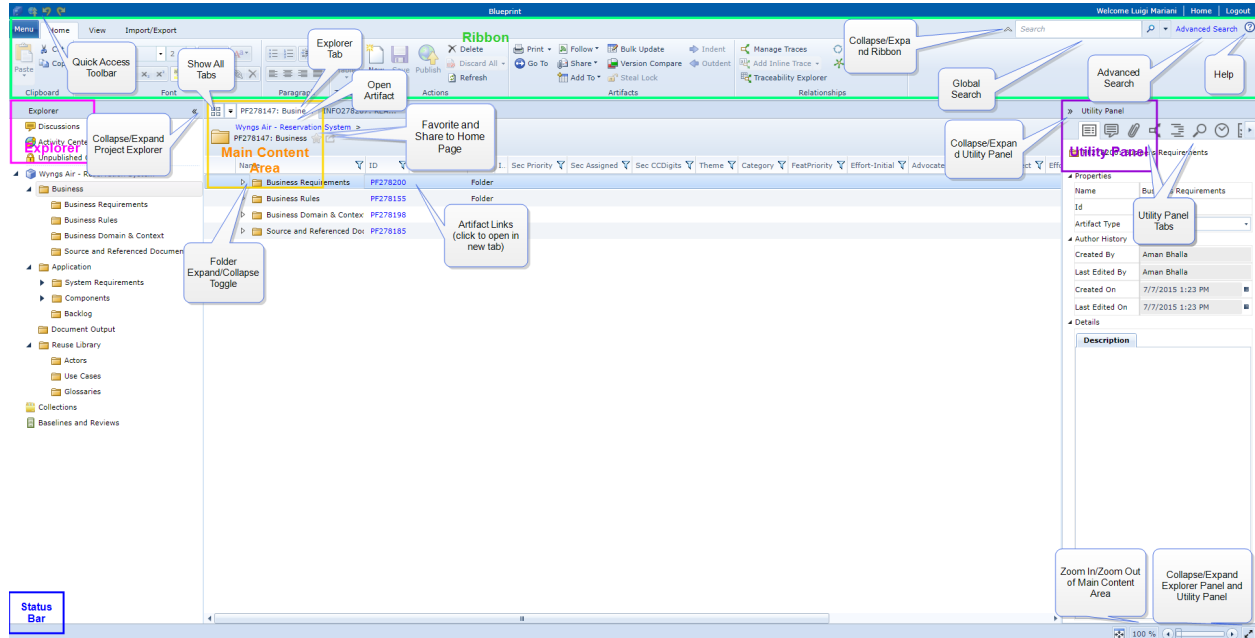 Blueprint
Welcome Luigi Mariani | Home | Logout
Menu Home View Import/Export
Search
Advanced Search
Ribbon
Quick Access
Toolbar
Show All
Tabs
Explorer
Tab
Open
Artifact
Collapse/Expa
nd Ribbon
Global
Search
Advanced
Search
Help
Paste
Clipboard
Font
Paragraph
Publish
Delete
Discard All
Refresh
Actions
Print
Follow
Bulk Update
Indent
Go To
Share
Version Compare
Outdent
Add To
Steal Lock
Artifacts
Manage Traces
Add Inline Trace
Traceability Explorer
Relationships
Explorer
Discussions
Explorer
Collapse/Expand
Project Explorer
Business
Business Requirements
Business Rules
Business Domain & Context
Source and Referenced Documen
Application
System Requirements
Components
Backlog
Document Output
Reuse Library
Actors
Use Cases
Glossaries
Collections
Baselines and Reviews
Status
Bar
PF278147: Busine
Wyngs Air - Reservation System >
PF278147: Business
Main Content
Area
Favorite and
Share to Home
Page
ID
Sec Priority
Sec Assigned
Sec CCDigits
Theme
Category
FeatPriority
Effort-Initial
Advocate
Business Requirements PF278200 Folder
Business Rules PF278155 Folder
Business Domain & Contex PF278198
Source and Referenced Doc PF278185
Artifact Links
(click to open in
new tab)
Folder
Expand/Collapse
Toggle
Collapse/Expan
d Utility Panel
Utility Panel
Utility Panel
Utility Panel
Tabs
Properties
Name
Id
Artifact Type
Author History
Created By Aman Bhalla
Last Edited By Aman Bhalla
Created On 7/7/2015 1:23 PM
Last Edited On 7/7/2015 1:23 PM
Details
Description
Zoom In/Zoom Out
of Main Content
Area
Collapse/Expand
Explorer Panel and
Utility Panel
100 %